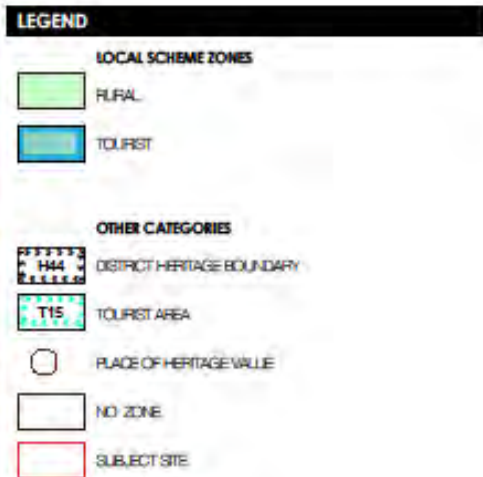 LEGEND
LOCAL SCHEME ZONES
RURAL
TOURIST
OTHER CATEGORIES
H44 DISTRICT HERITAGE BOUNDARY
T15 TOURIST AREA
PLACE OF HERITAGE VALUE
NO ZONE
SUBJECT SITE